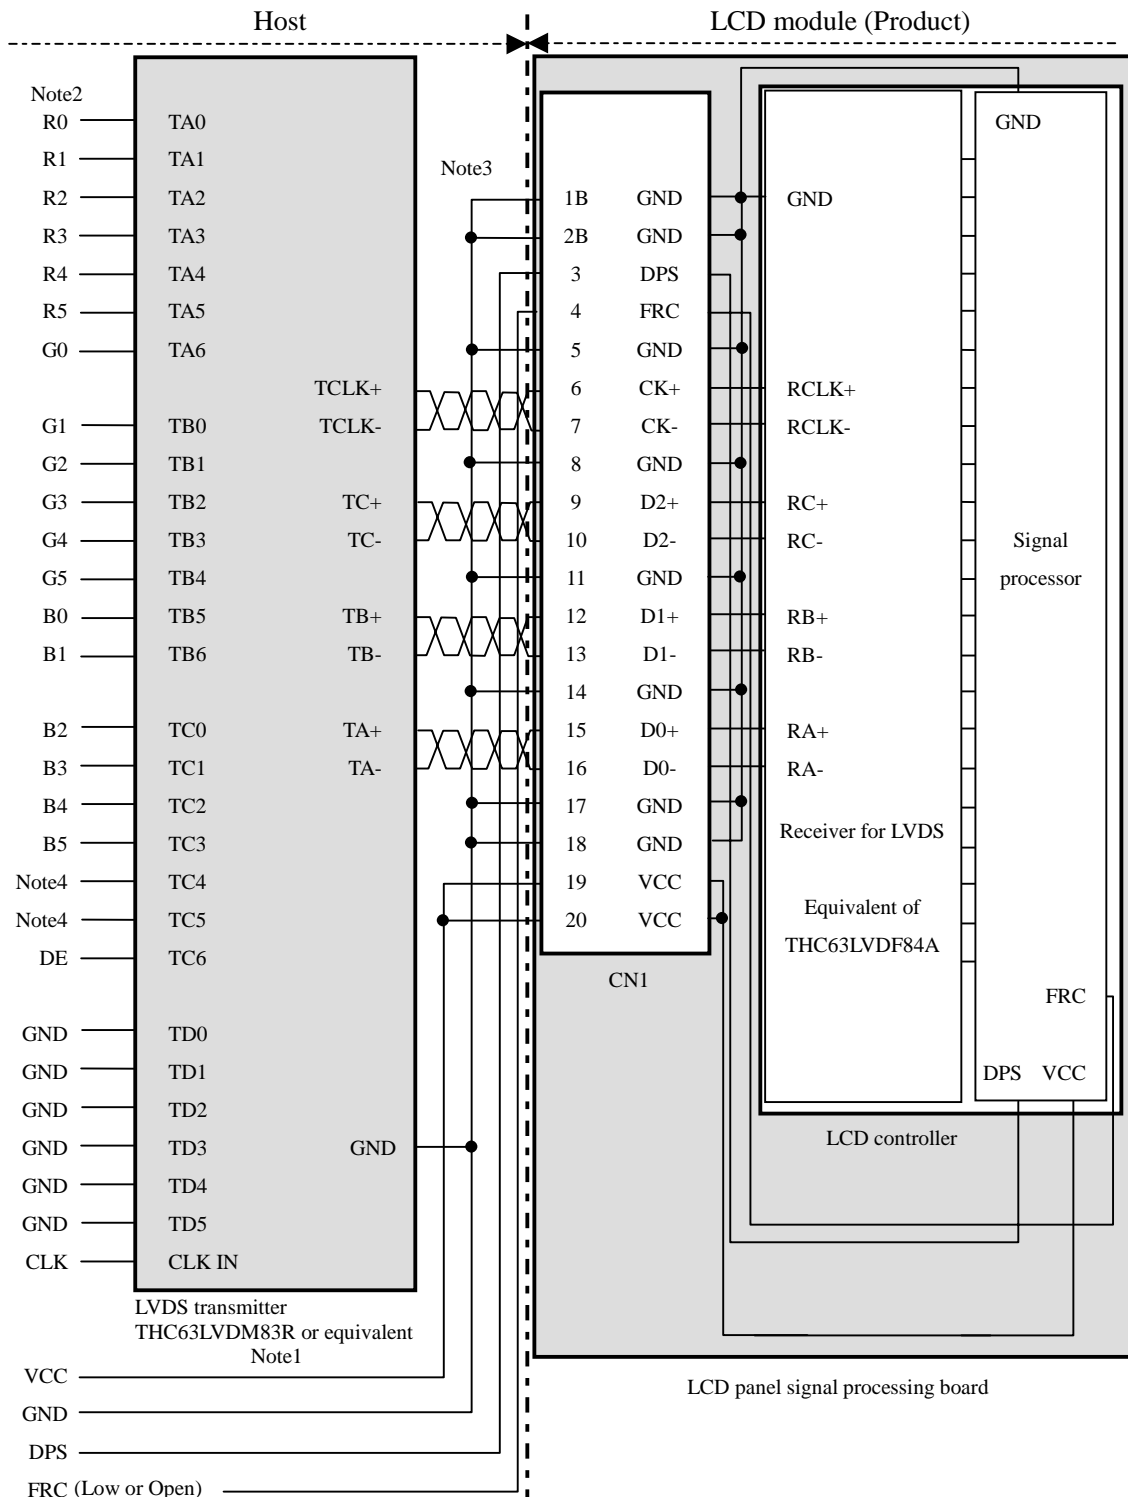 Host LCD module (Product)
Note2
R0 TA0 GND
R1 TA1
Note3
R2 TA2 1B GND GND
R3 TA3 2B GND
R4 TA4 3 DPS
R5 TA5 4 FRC
G0 TA6 5 GND
TCLK+ 6 CK+ RCLK+
G1 TB0 TCLK- 7 CK- RCLK-
G2 TB1 8 GND
G3 TB2 TC+ 9 D2+ RC+
G4 TB3 TC- 10 D2- RC- Signal
G5 TB4 11 GND processor
B0 TB5 TB+ 12 D1+ RB+
B1 TB6 TB- 13 D1- RB-
14 GND
B2 TC0 TA+ 15 D0+ RA+
B3 TC1 TA- 16 D0- RA-
B4 TC2 17 GND
Receiver for LVDS
B5 TC3 18 GND
Note4 TC4 19 VCC
Note4 TC5 20 VCC Equivalent of
DE TC6 THC63LVDF84A
CN1
FRC
GND TD0
GND TD1 DPS VCC
GND TD2
GND TD3 GND LCD controller
GND TD4
GND TD5
CLK CLK IN
LVDS transmitter
THC63LVDM83R or equivalent
Note1
VCC LCD panel signal processing board
GND
DPS
FRC (Low or Open)